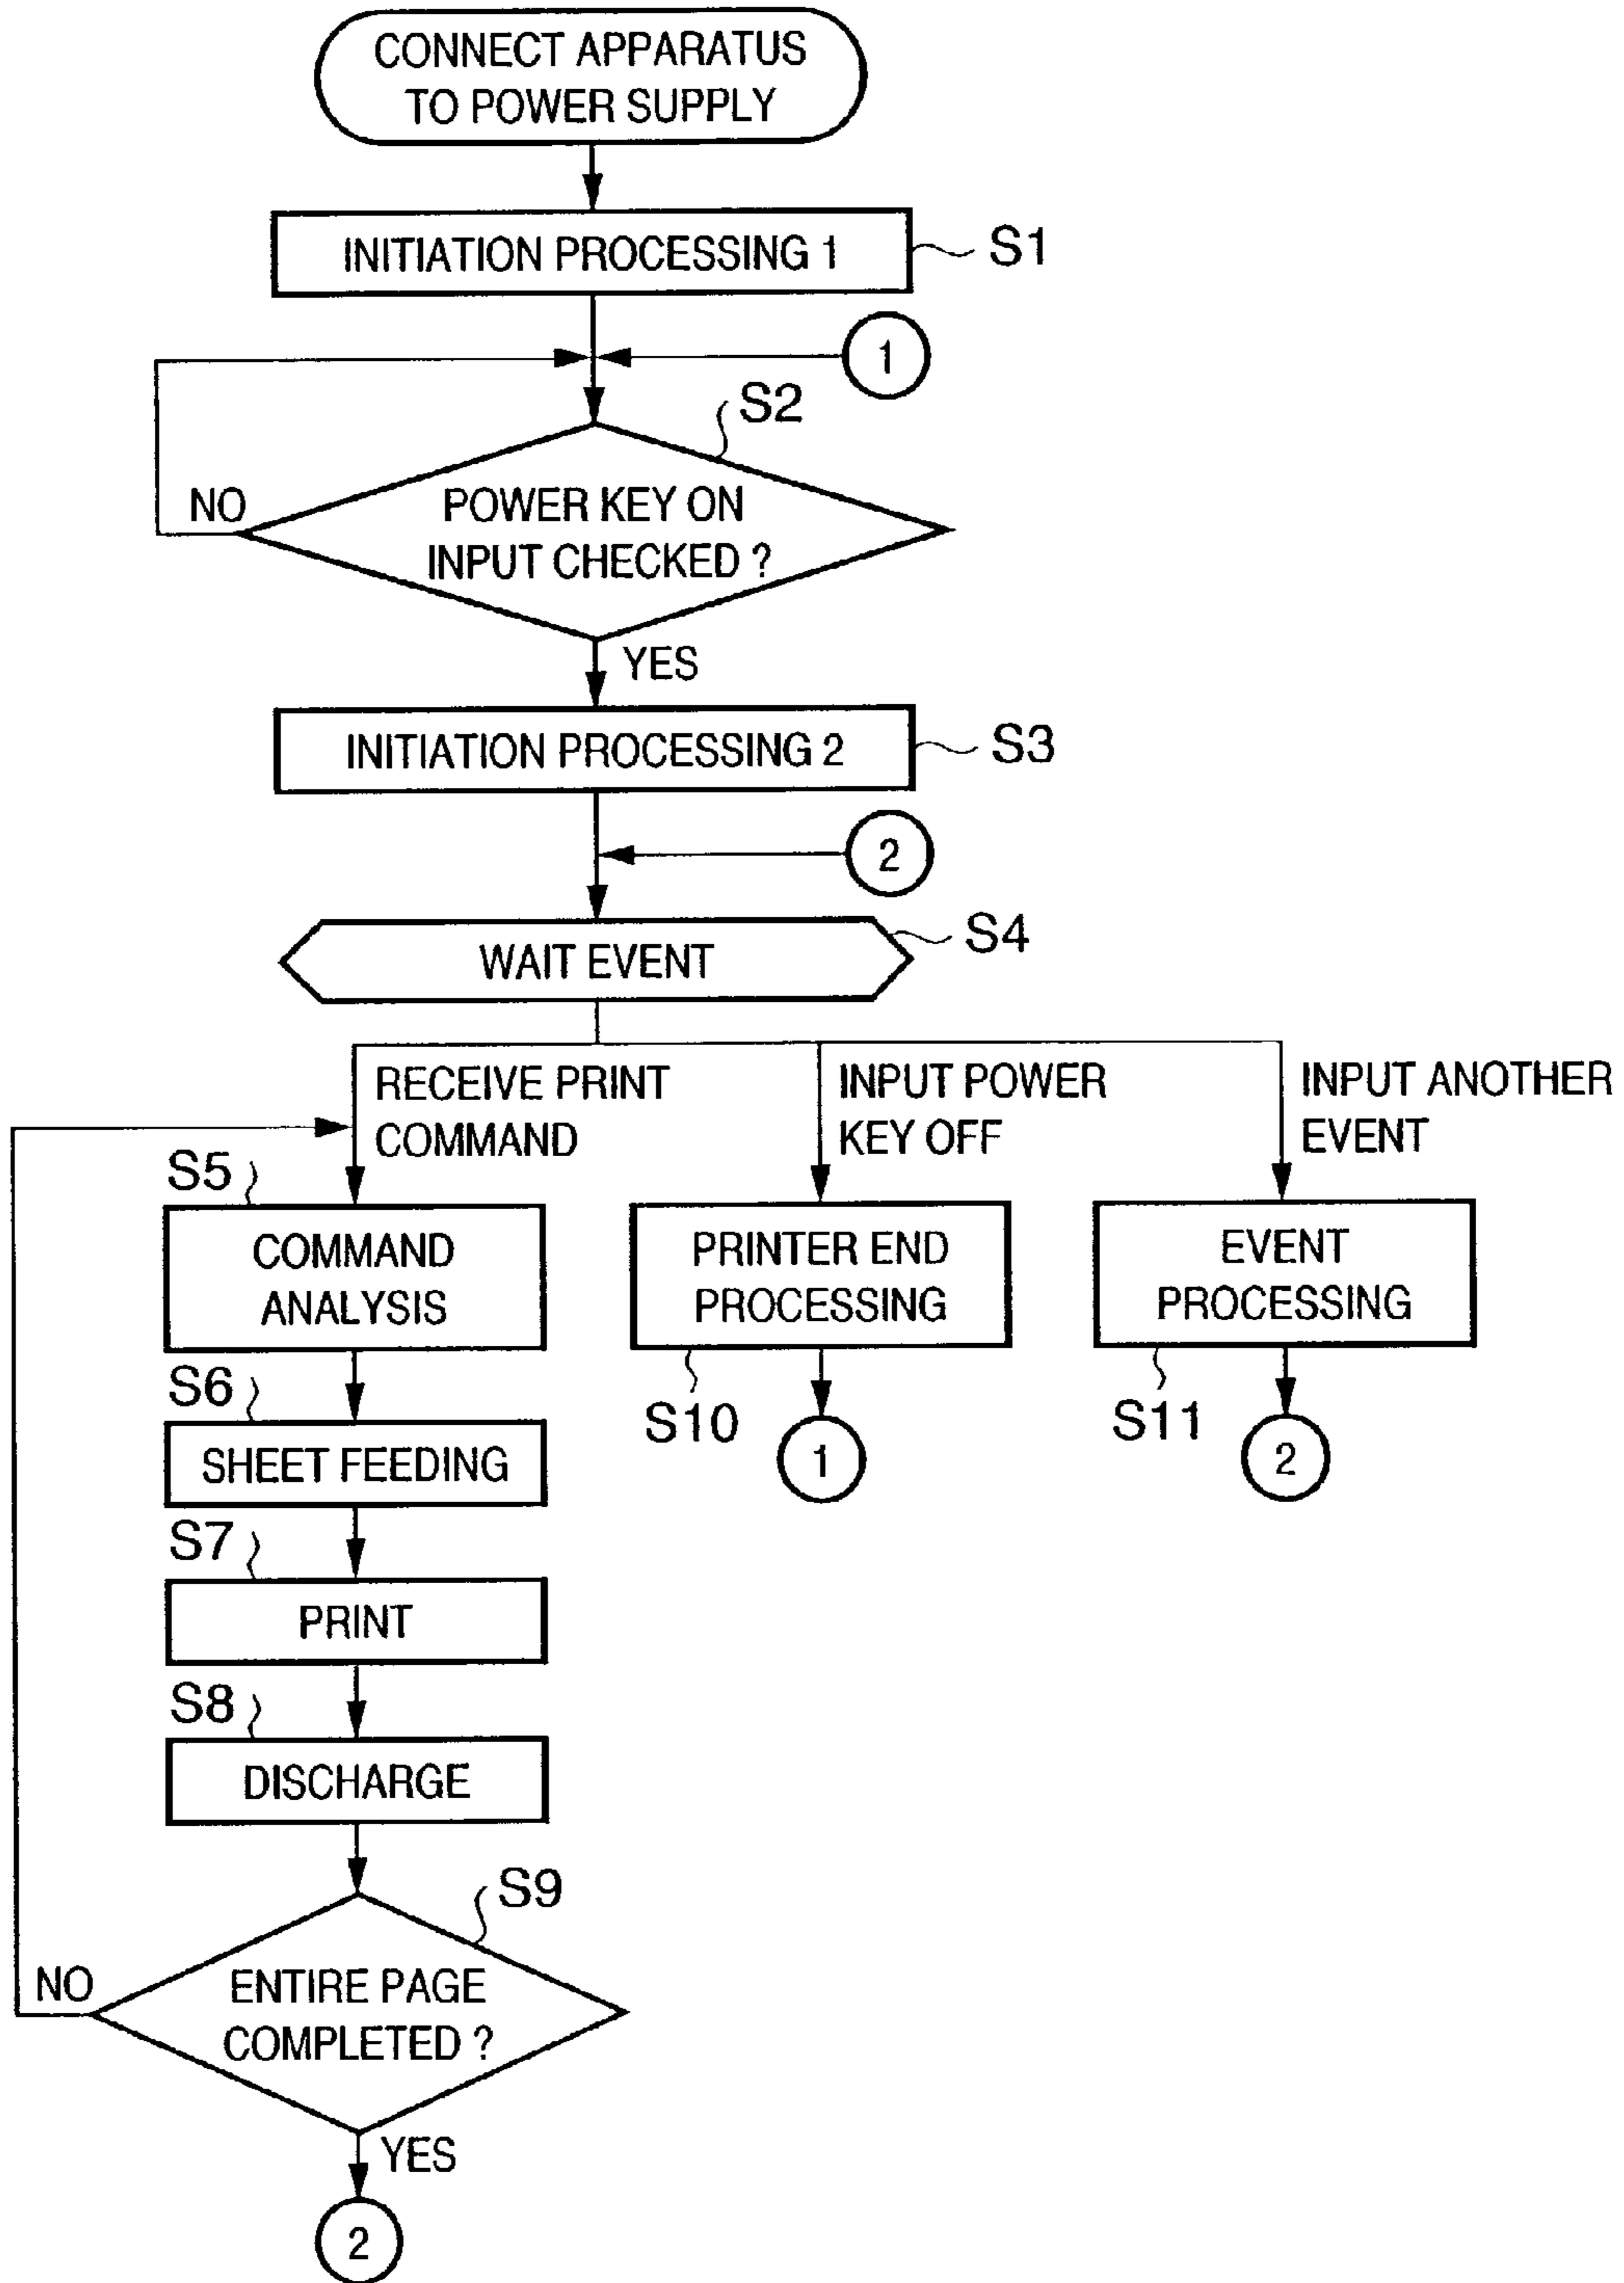 CONNECT APPARATUS
TO POWER SUPPLY
INITIATION PROCESSING 1
S1
1
S2
NO
POWER KEY ON
INPUT CHECKED ?
YES
INITIATION PROCESSING 2
S3
2
S4
WAIT EVENT
RECEIVE PRINT
COMMAND
INPUT POWER
KEY OFF
INPUT ANOTHER
EVENT
S5
COMMAND
ANALYSIS
PRINTER END
PROCESSING
EVENT
PROCESSING
S6
SHEET FEEDING
S10
1
S11
2
S7
PRINT
S8
DISCHARGE
S9
NO
ENTIRE PAGE
COMPLETED ?
YES
2